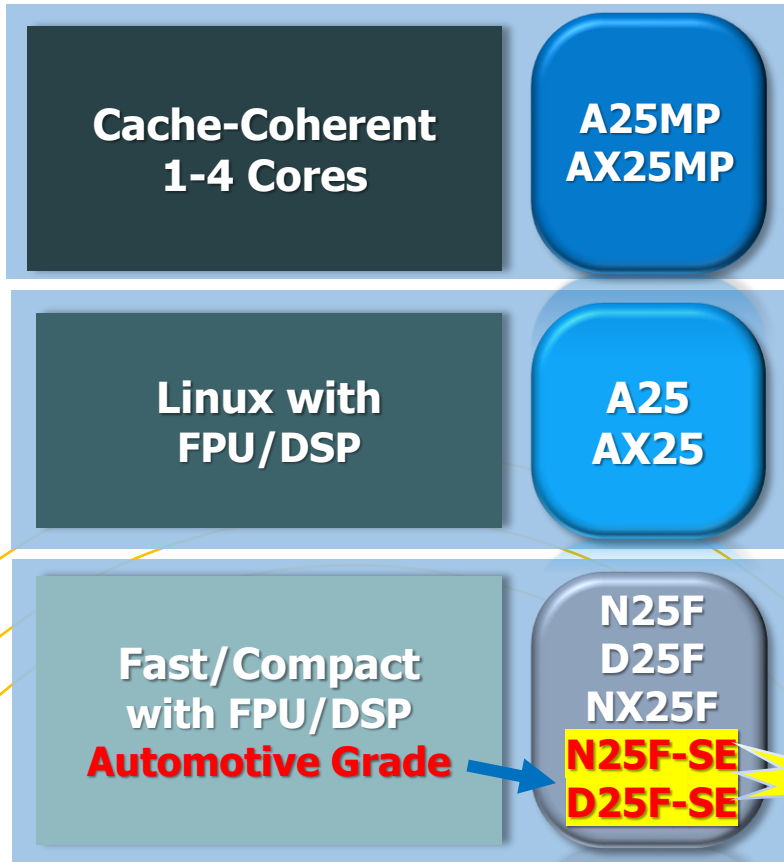 Cache-Coherent
1-4 Cores
A25MP
AX25MP
Linux with
FPU/DSP
A25
AX25
Fast/Compact
with FPU/DSP
Automotive Grade
N25F
D25F
NX25F
N25F-SE
D25F-SE